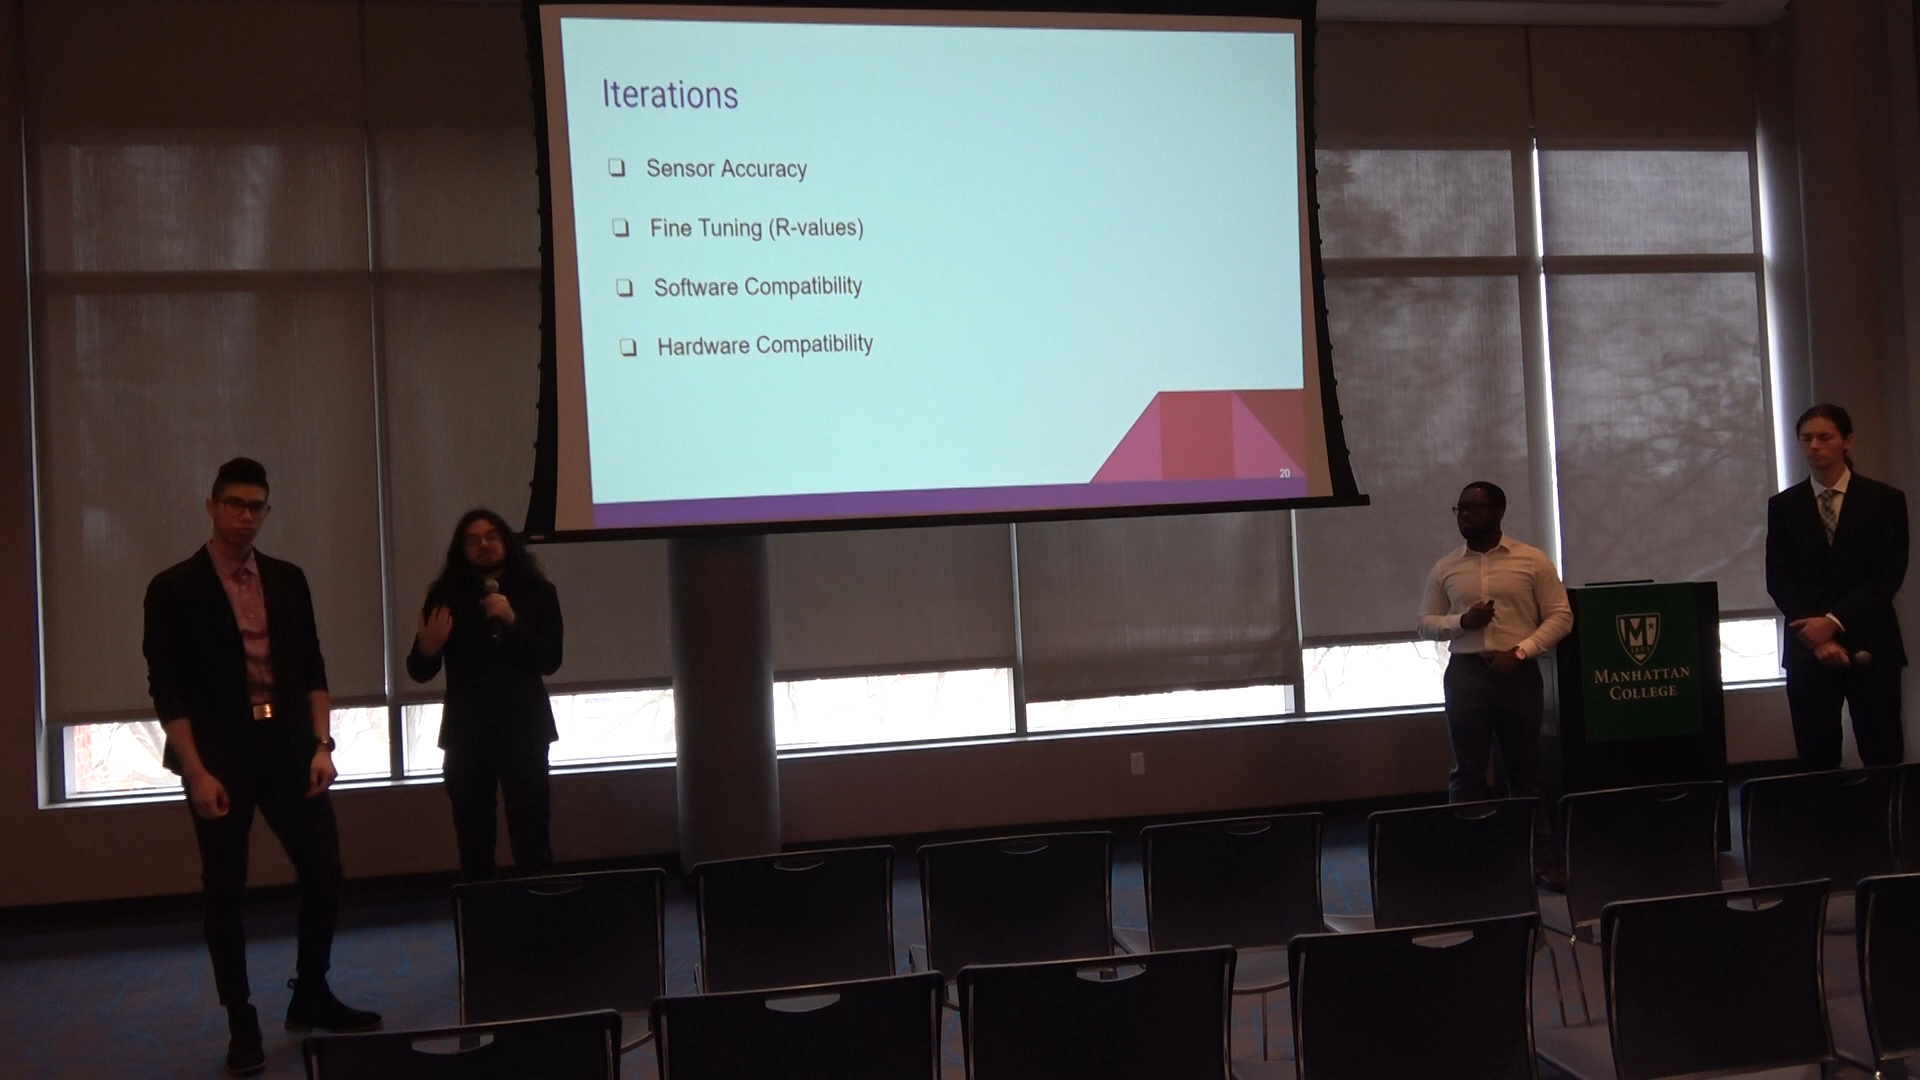 Iterations
❑ Sensor Accuracy
❑ Fine Tuning (R-values)
❑ Software Compatibility
❑ Hardware Compatibility
20
M
MANHATTAN
COLLEGE